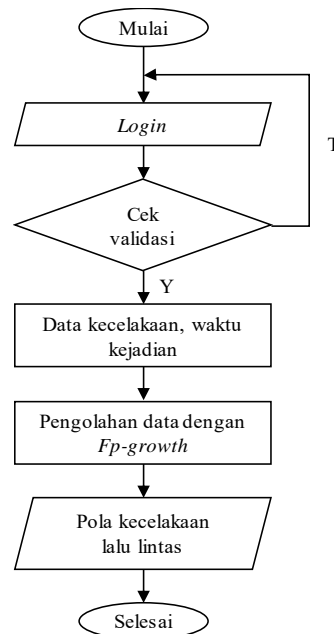 Mulai
Login
T
Cek
validasi
Y
Data kecelakaan, waktu
kejadian
Pengolahan data dengan
Fp-growth
Pola kecelakaan
lalu lintas
Selesai